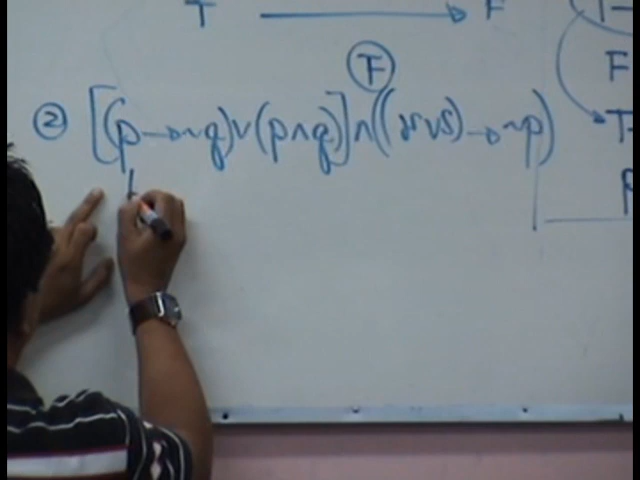 T → F T
F
② [(p → ~q) ∨ (p ∧ q)] ∧ ((r ∨ s) → ~p) T